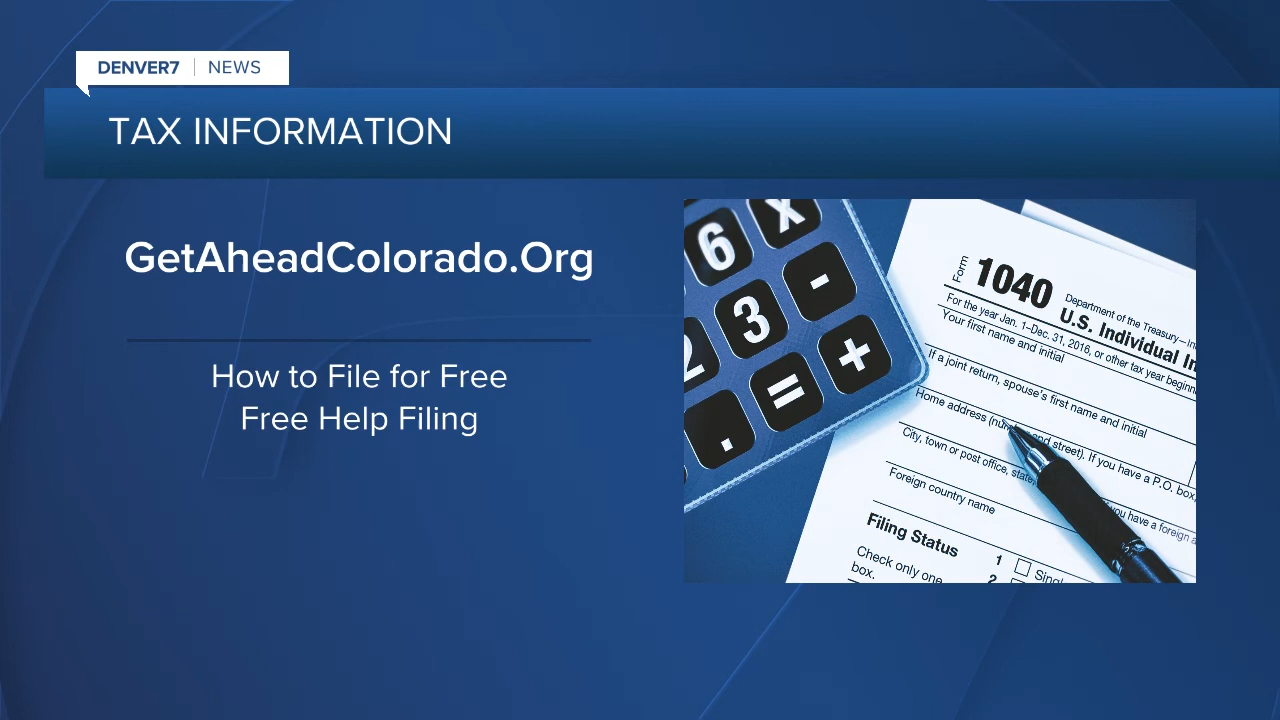 DENVER7 | NEWS
TAX INFORMATION
GetAheadColorado.Org
How to File for Free
Free Help Filing
6 X
3 -
2 = +
.
Form 1040
Department of the Treasury—
U.S. Individual
For the year Jan. 1–Dec. 31, 2016, or other tax year
Your first name and initial
If a joint return, spouse's first name and initial
Home address (nu nd street). If you have a P.O. box,
City, town or post office, state, you have a foreign
Foreign country name
Filing Status
1
Check only one
box.
2